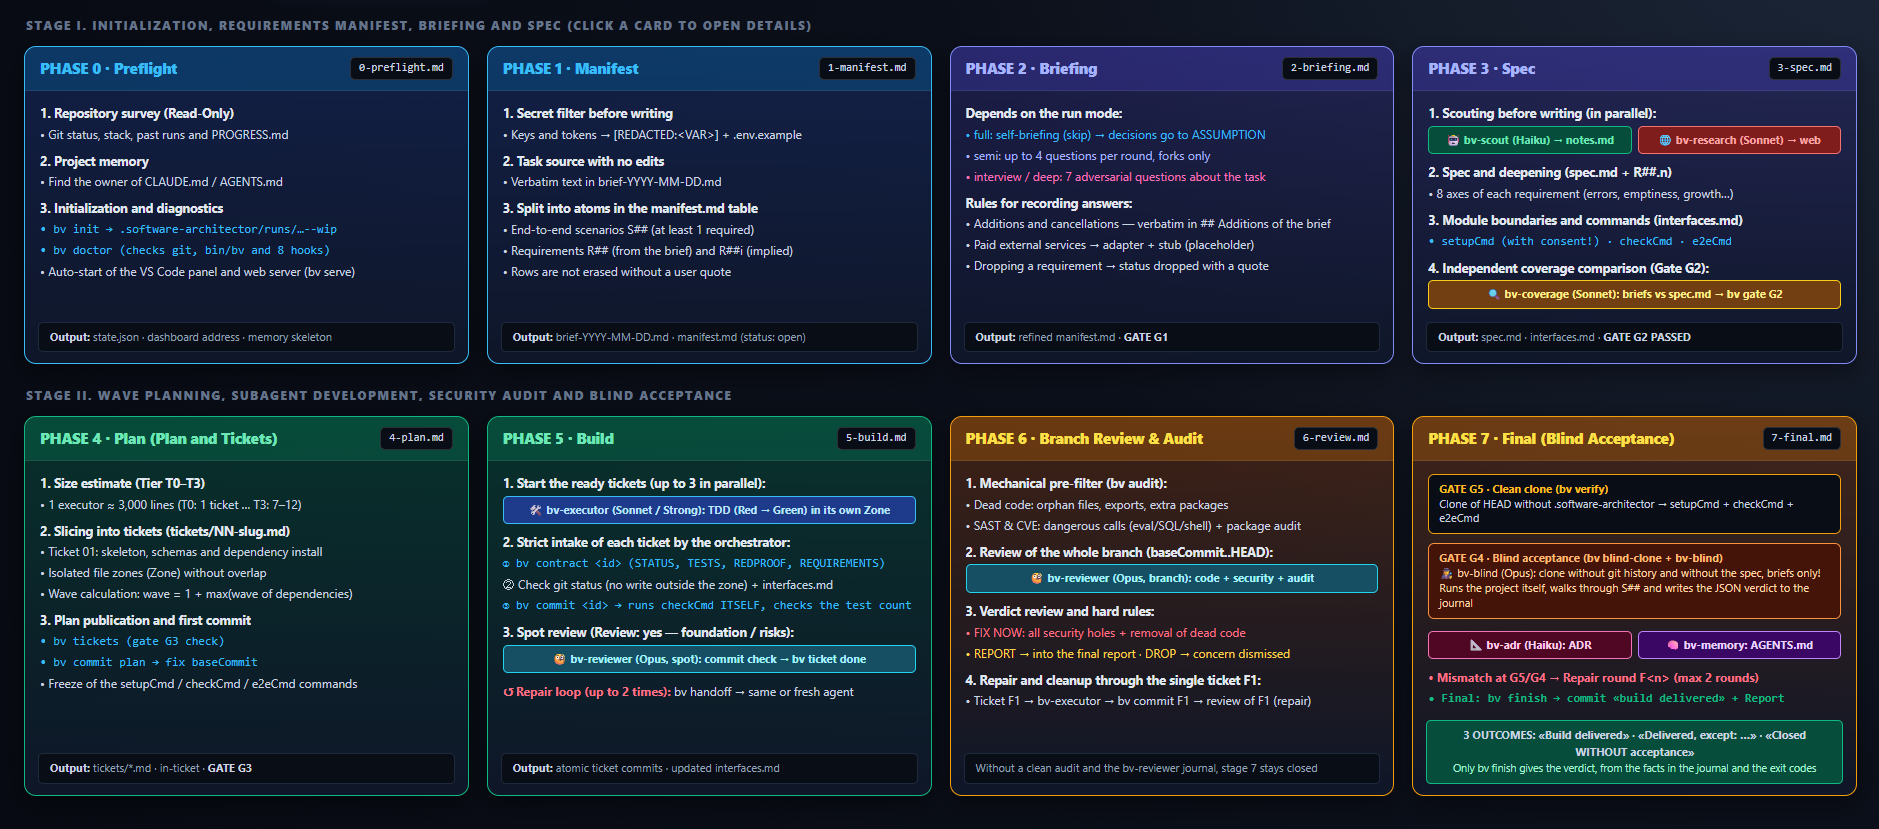 STAGE I. INITIALIZATION, REQUIREMENTS MANIFEST, BRIEFING AND SPEC (CLICK A CARD TO OPEN DETAILS)
PHASE 0 · Preflight
0-preflight.md
1. Repository survey (Read-Only)
• Git status, stack, past runs and PROGRESS.md
2. Project memory
• Find the owner of CLAUDE.md / AGENTS.md
3. Initialization and diagnostics
• bv init → .software-architect/runs/…--wip
• bv doctor (checks git, bin/bv and 8 hooks)
• Auto-start of the VS Code panel and web server (bv serve)
Output: state.json · dashboard address · memory skeleton
PHASE 1 · Manifest
1-manifest.md
1. Secret filter before writing
• Keys and tokens → [REDACTED:<VAR>] + .env.example
2. Task source with no edits
• Verbatim text in brief-YYYY-MM-DD.md
3. Split into atoms in the manifest.md table
• End-to-end scenarios S## (at least 1 required)
• Requirements R## (from the brief) and R##i (implied)
• Rows are not erased without a user quote
Output: brief-YYYY-MM-DD.md · manifest.md (status: open)
PHASE 2 · Briefing
2-briefing.md
Depends on the run mode:
• full: self-briefing (skip) → decisions go to ASSUMPTION
• semi: up to 4 questions per round, forks only
• interview / deep: 7 adversarial questions about the task
Rules for recording answers:
• Additions and cancellations — verbatim in ## Additions of the brief
• Paid external services → adapter + stub (placeholder)
• Dropping a requirement → status dropped with a quote
Output: refined manifest.md · GATE G1
PHASE 3 · Spec
3-spec.md
1. Scouting before writing (in parallel):
bv-scout (Haiku) → notes.md
bv-research (Sonnet) → web
2. Spec and deepening (spec.md + R##.n)
• 8 axes of each requirement (errors, emptiness, growth…)
3. Module boundaries and commands (interfaces.md)
• setupCmd (with consent!) · checkCmd · e2eCmd
4. Independent coverage comparison (Gate G2):
bv-coverage (Sonnet): briefs vs spec.md → bv gate G2
Output: spec.md · interfaces.md · GATE G2 PASSED
STAGE II. WAVE PLANNING, SUBAGENT DEVELOPMENT, SECURITY AUDIT AND BLIND ACCEPTANCE
PHASE 4 · Plan (Plan and Tickets)
4-plan.md
1. Size estimate (Tier T0–T3)
• 1 executor ≈ 3,000 lines (T0: 1 ticket … T3: 7–12)
2. Slicing into tickets (tickets/NN-slug.md)
• Ticket 01: skeleton, schemas and dependency install
• Isolated file zones (Zone) without overlap
• Wave calculation: wave = 1 + max(wave of dependencies)
3. Plan publication and first commit
• bv tickets (gate G3 check)
• bv commit plan → fix baseCommit
• Freeze of the setupCmd / checkCmd / e2eCmd commands
Output: tickets/*.md · in-ticket · GATE G3
PHASE 5 · Build
5-build.md
1. Start the ready tickets (up to 3 in parallel):
bv-executor (Sonnet / Strong): TDD (Red → Green) in its own Zone
2. Strict intake of each ticket by the orchestrator:
① bv contract <id> (STATUS, TESTS, REDPROOF, REQUIREMENTS)
② Check git status (no write outside the zone) + interfaces.md
③ bv commit <id> → runs checkCmd ITSELF, checks the test count
3. Spot review (Review: yes — foundation / risks):
bv-reviewer (Opus, spot): commit check → bv ticket done
↺ Repair loop (up to 2 times): bv handoff → same or fresh agent
Output: atomic ticket commits · updated interfaces.md
PHASE 6 · Branch Review & Audit
6-review.md
1. Mechanical pre-filter (bv audit):
• Dead code: orphan files, exports, extra packages
• SAST & CVE: dangerous calls (eval/SQL/shell) + package audit
2. Review of the whole branch (baseCommit..HEAD):
bv-reviewer (Opus, branch): code + security + audit
3. Verdict review and hard rules:
• FIX NOW: all security holes + removal of dead code
• REPORT → into the final report · DROP → concern dismissed
4. Repair and cleanup through the single ticket F1:
• Ticket F1 → bv-executor → bv commit F1 → review of F1 (repair)
Without a clean audit and the bv-reviewer journal, stage 7 stays closed
PHASE 7 · Final (Blind Acceptance)
7-final.md
GATE G5 · Clean clone (bv verify)
Clone of HEAD without .software-architect → setupCmd + checkCmd +
e2eCmd
GATE G4 · Blind acceptance (bv blind-clone + bv-blind)
bv-blind (Opus): clone without git history and without the spec, briefs only!
Runs the project itself, walks through S## and writes the JSON verdict to the
journal
bv-adr (Haiku): ADR
bv-memory: AGENTS.md
• Mismatch at G5/G4 → Repair round F<n> (max 2 rounds)
• Final: bv finish → commit «build delivered» + Report
3 OUTCOMES: «Build delivered» · «Delivered, except: …» · «Closed
WITHOUT acceptance»
Only bv finish gives the verdict, from the facts in the journal and the exit codes